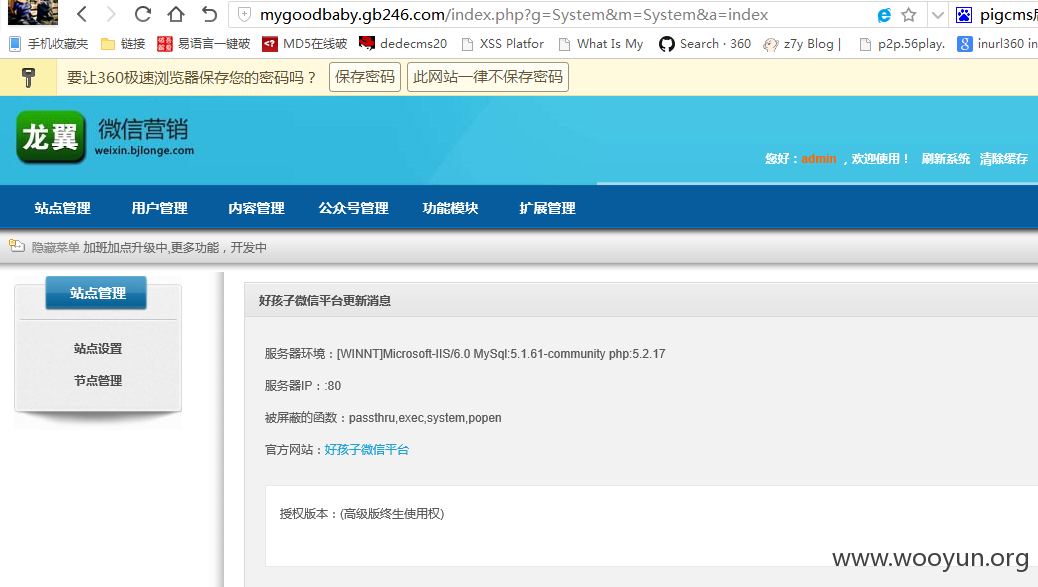 mygoodbaby.gb246.com/index.php?g=System&m=System&a=index
pigcms
手机收藏夹 链接 易语言一键破 MD5在线破 dedecms20 XSS Platfor What Is My Search · 360 z7y Blog | p2p.56play. inurl360 in
要让360极速浏览器保存您的密码吗？ 保存密码 此网站一律不保存密码
龙翼 微信营销
weixin.bjlonge.com
您好：admin ，欢迎使用！ 刷新系统 清除缓存
站点管理 用户管理 内容管理 公众号管理 功能模块 扩展管理
隐藏菜单 加班加点升级中,更多功能，开发中
站点管理
站点设置
节点管理
好孩子微信平台更新消息
服务器环境：[WINNT]Microsoft-IIS/6.0 MySql:5.1.61-community php:5.2.17
服务器IP：:80
被屏蔽的函数：passthru,exec,system,popen
官方网站：好孩子微信平台
授权版本：(高级版终生使用权)
www.wooyun.org